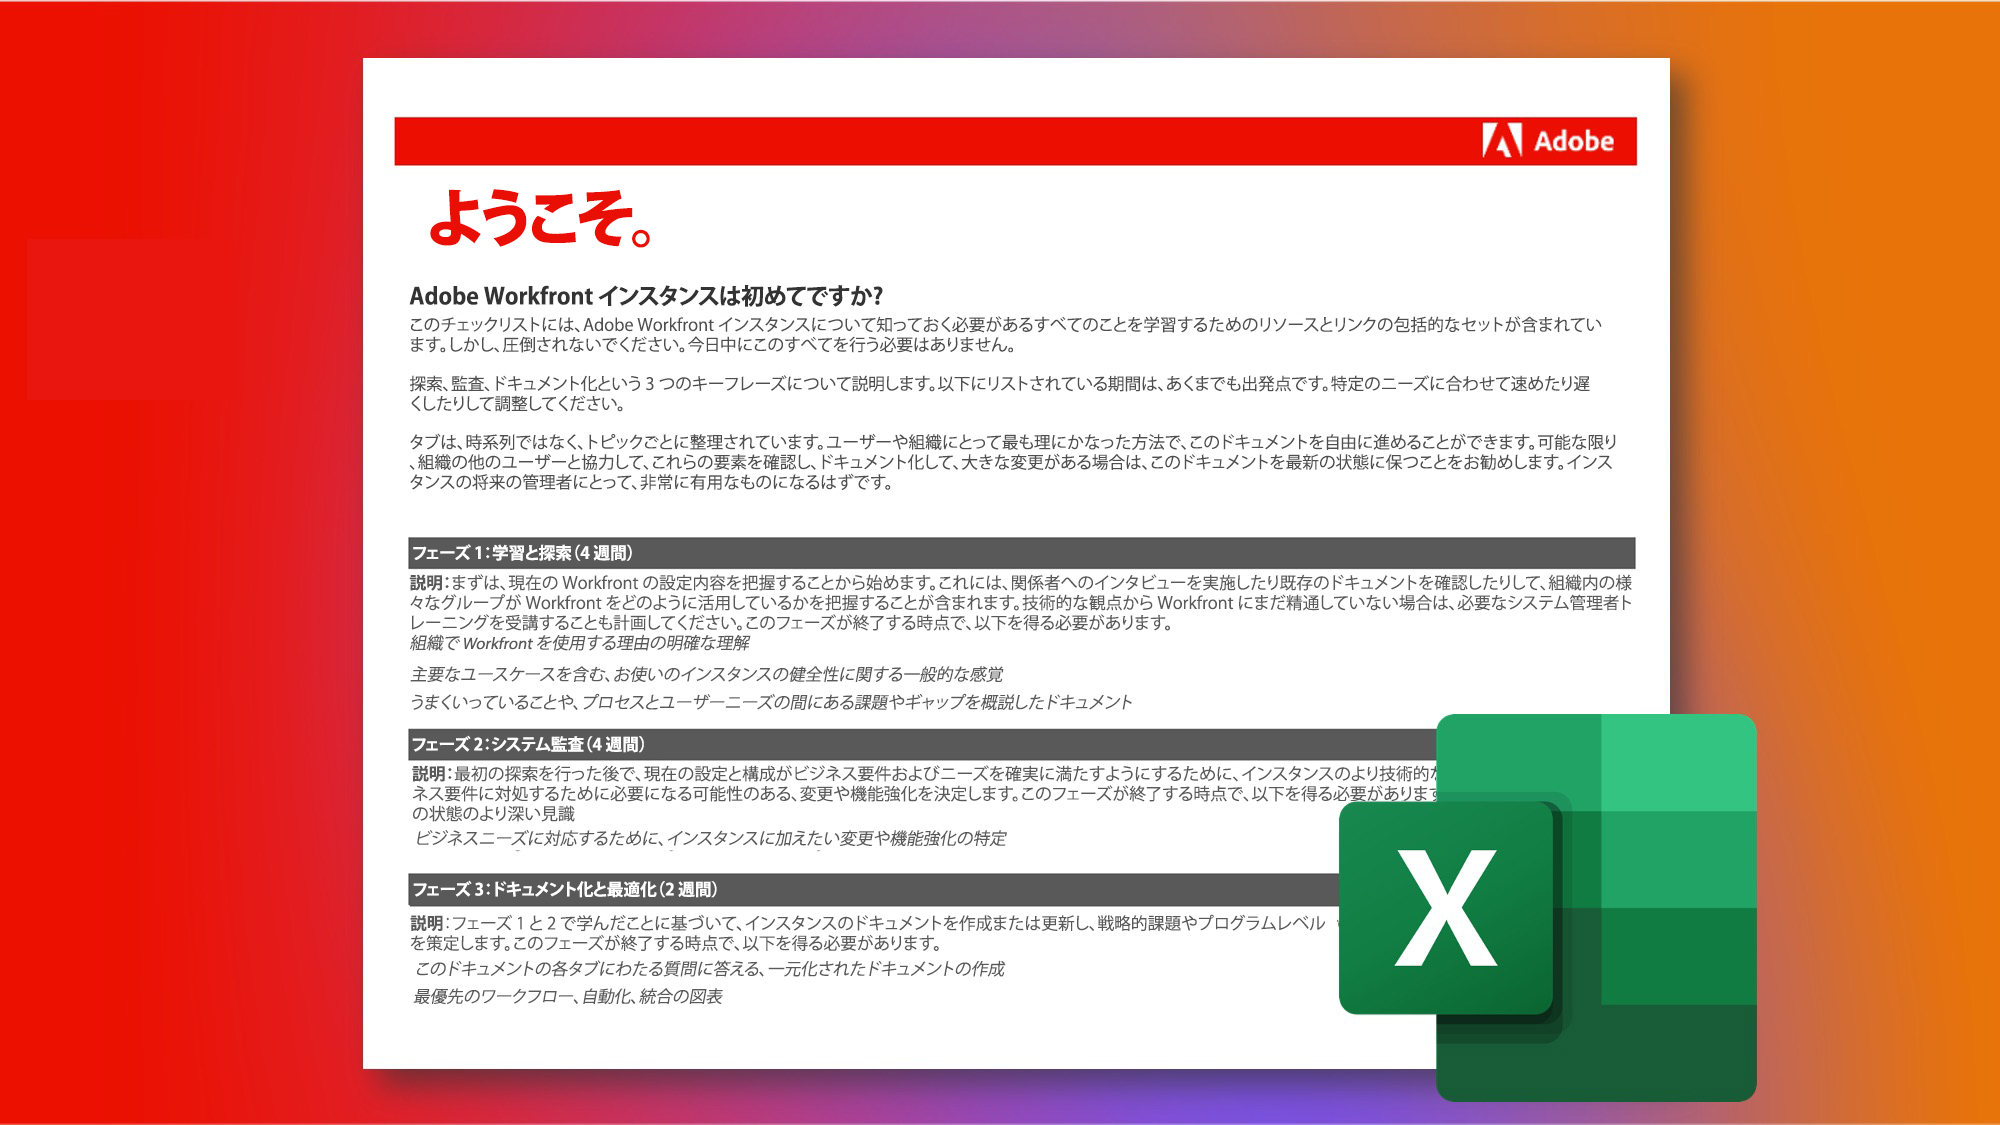 Adobe
ようこそ。
Adobe Workfront インスタンスは初めてですか?
このチェックリストには、Adobe Workfront インスタンスについて知っておく必要があるすべてのことを学習するためのリソースとリンクの包括的なセットが含まれてい
ます。しかし、圧倒されないでください。今日中にこのすべてを行う必要はありません。
探索、監査、ドキュメント化という 3 つのキーフレーズについて説明します。以下にリストされている期間は、あくまでも出発点です。特定のニーズに合わせて速めたり遅
くしたりして調整してください。
タブは、時系列ではなく、トピックごとに整理されています。ユーザーや組織にとって最も理にかなった方法で、このドキュメントを自由に進めることができます。可能な限り
、組織の他のユーザーと協力して、これらの要素を確認し、ドキュメント化して、大きな変更がある場合は、このドキュメントを最新の状態に保つことをお勧めします。インス
タンスの将来の管理者にとって、非常に有用なものになるはずです。
フェーズ 1：学習と探索（4 週間）
説明：まずは、現在の Workfront の設定内容を把握することから始めます。これには、関係者へのインタビューを実施したり既存のドキュメントを確認したりして、組織内の様
々なグループが Workfront をどのように活用しているかを把握することが含まれます。技術的な観点から Workfront にまだ精通していない場合は、必要なシステム管理者ト
レーニングを受講することも計画してください。このフェーズが終了する時点で、以下を得る必要があります。
組織で Workfront を使用する理由の明確な理解
主要なユースケースを含む、お使いのインスタンスの健全性に関する一般的な感覚
うまくいっていることや、プロセスとユーザーニーズの間にある課題やギャップを概説したドキュメント
フェーズ 2：システム監査（4 週間）
説明：最初の探索を行った後で、現在の設定と構成がビジネス要件およびニーズを確実に満たすようにするために、インスタンスのより技術的
ネス要件に対処するために必要になる可能性のある、変更や機能強化を決定します。このフェーズが終了する時点で、以下を得る必要があります
の状態のより深い見識
ビジネスニーズに対応するために、インスタンスに加えたい変更や機能強化の特定
フェーズ 3：ドキュメント化と最適化（2 週間）
説明：フェーズ 1 と 2 で学んだことに基づいて、インスタンスのドキュメントを作成または更新し、戦略的課題やプログラムレベル
を策定します。このフェーズが終了する時点で、以下を得る必要があります。
このドキュメントの各タブにわたる質問に答える、一元化されたドキュメントの作成
最優先のワークフロー、自動化、統合の図表
X